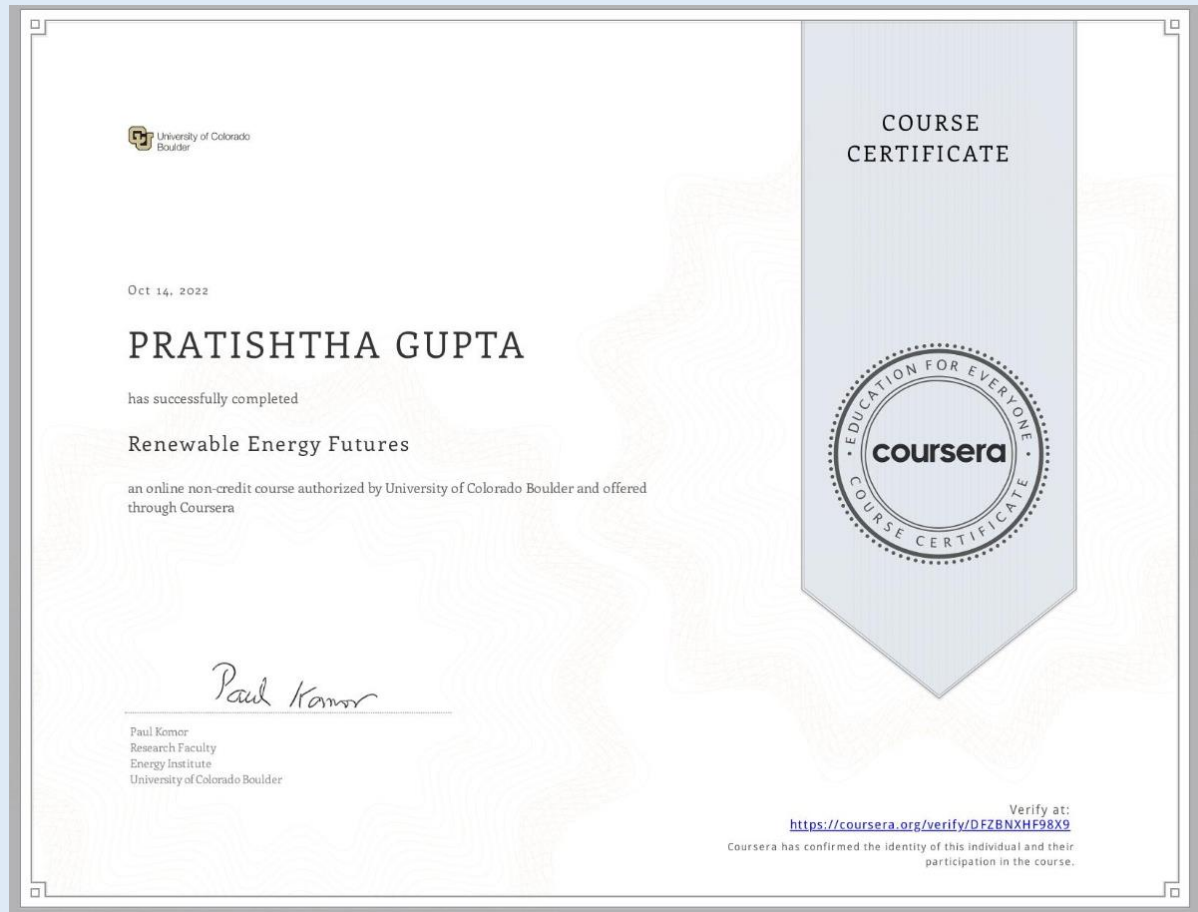 University of Colorado
Boulder
COURSE
CERTIFICATE
Oct 14, 2022
PRATISHTHA GUPTA
has successfully completed
Renewable Energy Futures
an online non-credit course authorized by University of Colorado Boulder and offered
through Coursera
EDUCATION FOR EVERYONE
coursera
COURSE CERTIFICATE
Paul Komor
Paul Komor
Research Faculty
Energy Institute
University of Colorado Boulder
Verify at:
https://coursera.org/verify/DFZBNXHF98X9
Coursera has confirmed the identity of this individual and their
participation in the course.